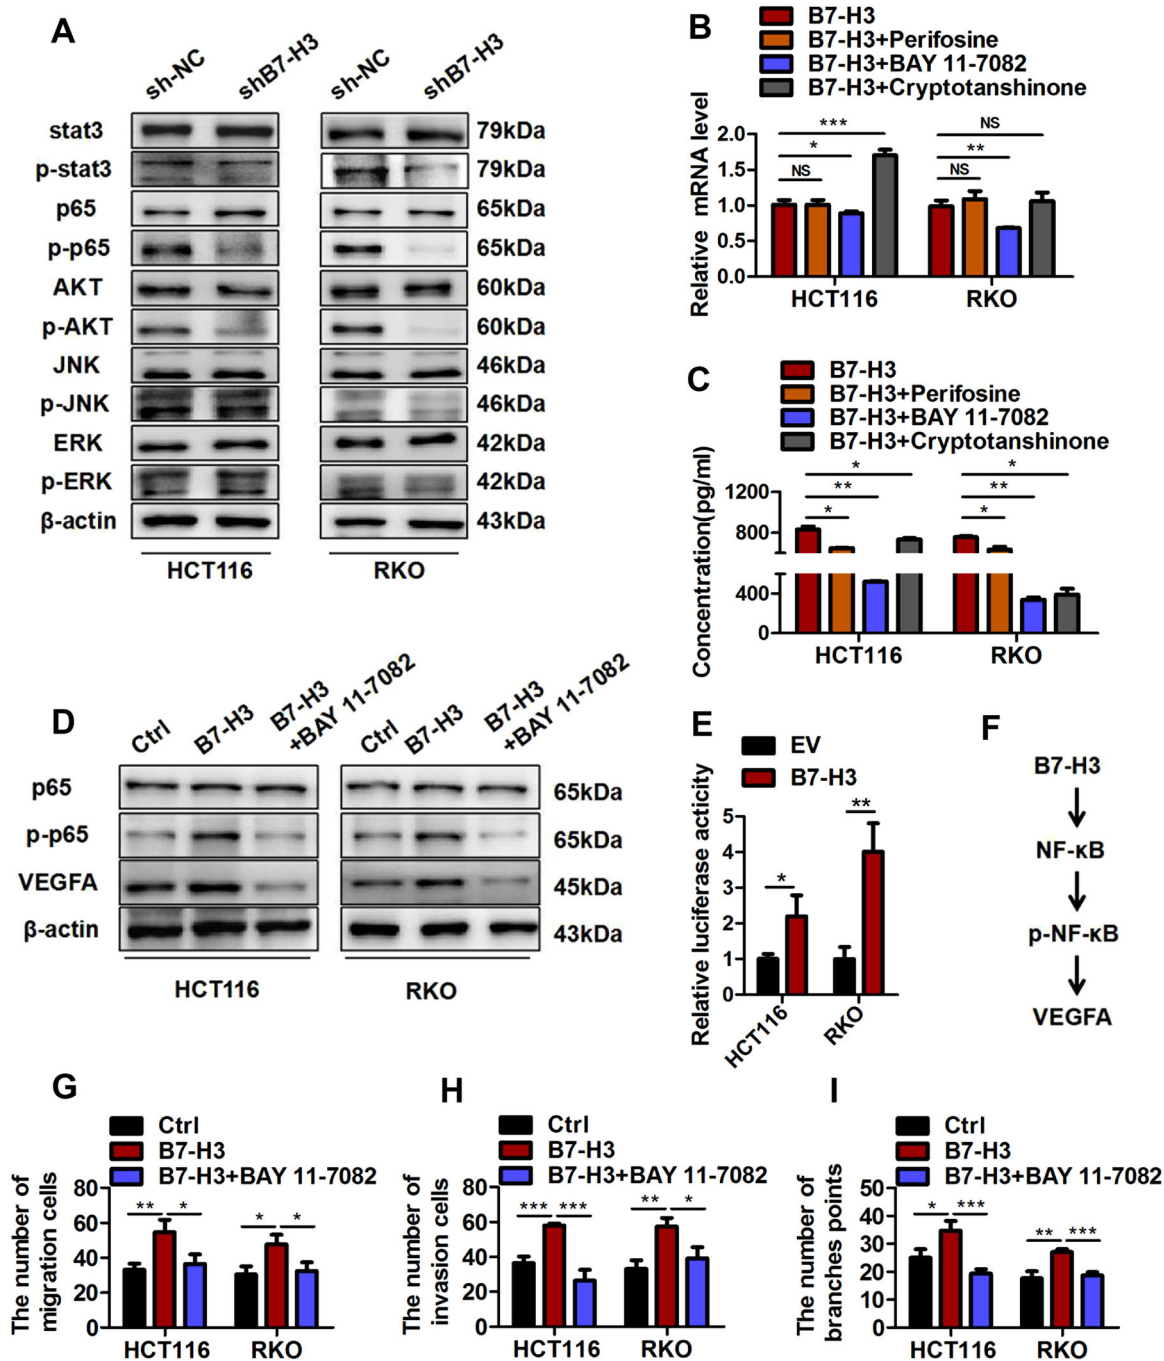 A
sh-NC shB7-H3 sh-NC shB7-H3
stat3 79kDa
p-stat3 79kDa
p65 65kDa
p-p65 65kDa
AKT 60kDa
p-AKT 60kDa
JNK 46kDa
p-JNK 46kDa
ERK 42kDa
p-ERK 42kDa
β-actin 43kDa
HCT116 RKO
B
B7-H3
B7-H3+Perifosine
B7-H3+BAY 11-7082
B7-H3+Cryptotanshinone
Relative mRNA level
2.0
1.5
1.0
0.5
0.0
***
*
NS
NS
**
NS
HCT116 RKO
C
B7-H3
B7-H3+Perifosine
B7-H3+BAY 11-7082
B7-H3+Cryptotanshinone
Concentration(pg/ml)
1200
800
400
0
*
**
*
*
**
*
HCT116 RKO
D
Ctrl B7-H3 B7-H3
+BAY 11-7082
Ctrl B7-H3 B7-H3
+BAY 11-7082
p65 65kDa
p-p65 65kDa
VEGFA 45kDa
β-actin 43kDa
HCT116 RKO
E
EV
B7-H3
Relative luciferase acticity
5
4
3
2
1
0
*
**
HCT116 RKO
F
B7-H3
NF-κB
p-NF-κB
VEGFA
G
Ctrl
B7-H3
B7-H3+BAY 11-7082
The number of
migration cells
80
60
40
20
0
** * * *
HCT116 RKO
H
Ctrl
B7-H3
B7-H3+BAY 11-7082
The number of
invasion cells
80
60
40
20
0
*** *** ** *
HCT116 RKO
I
Ctrl
B7-H3
B7-H3+BAY 11-7082
The number of
branches points
50
40
30
20
10
0
* *** ** ***
HCT116 RKO